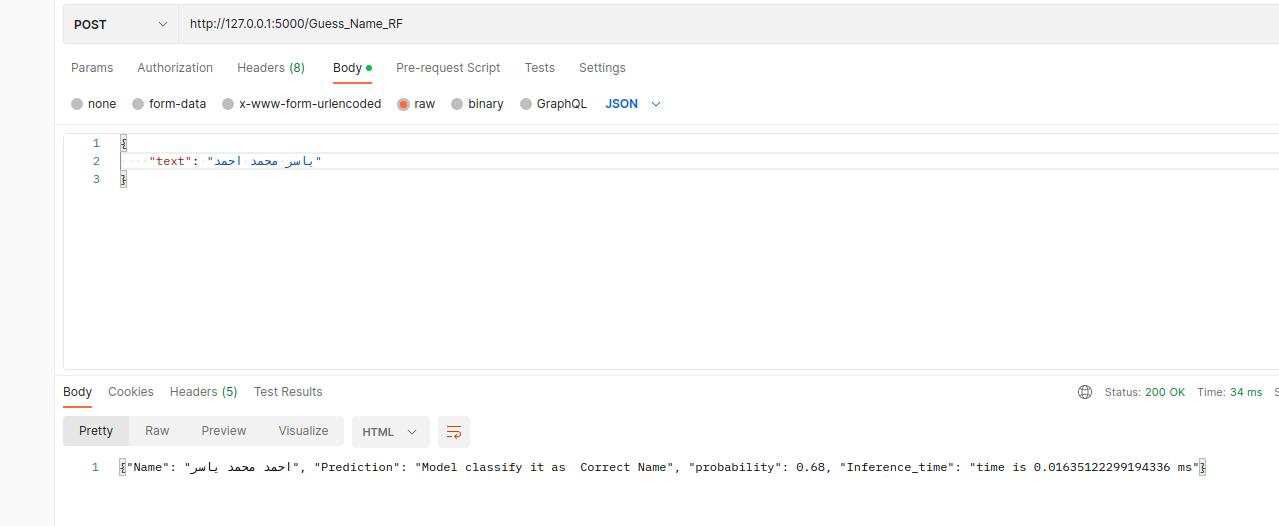 POST http://127.0.0.1:5000/Guess_Name_RF
Params Authorization Headers (8) Body Pre-request Script Tests Settings
none form-data x-www-form-urlencoded raw binary GraphQL JSON
1 {
2 "text": "ياسر محمد احمد"
3 }
Body Cookies Headers (5) Test Results Status: 200 OK Time: 34 ms S
Pretty Raw Preview Visualize HTML
1 {"Name": "احمد محمد ياسر", "Prediction": "Model classify it as  Correct Name", "probability": 0.68, "Inference_time": "time is 0.01635122299194336 ms"}